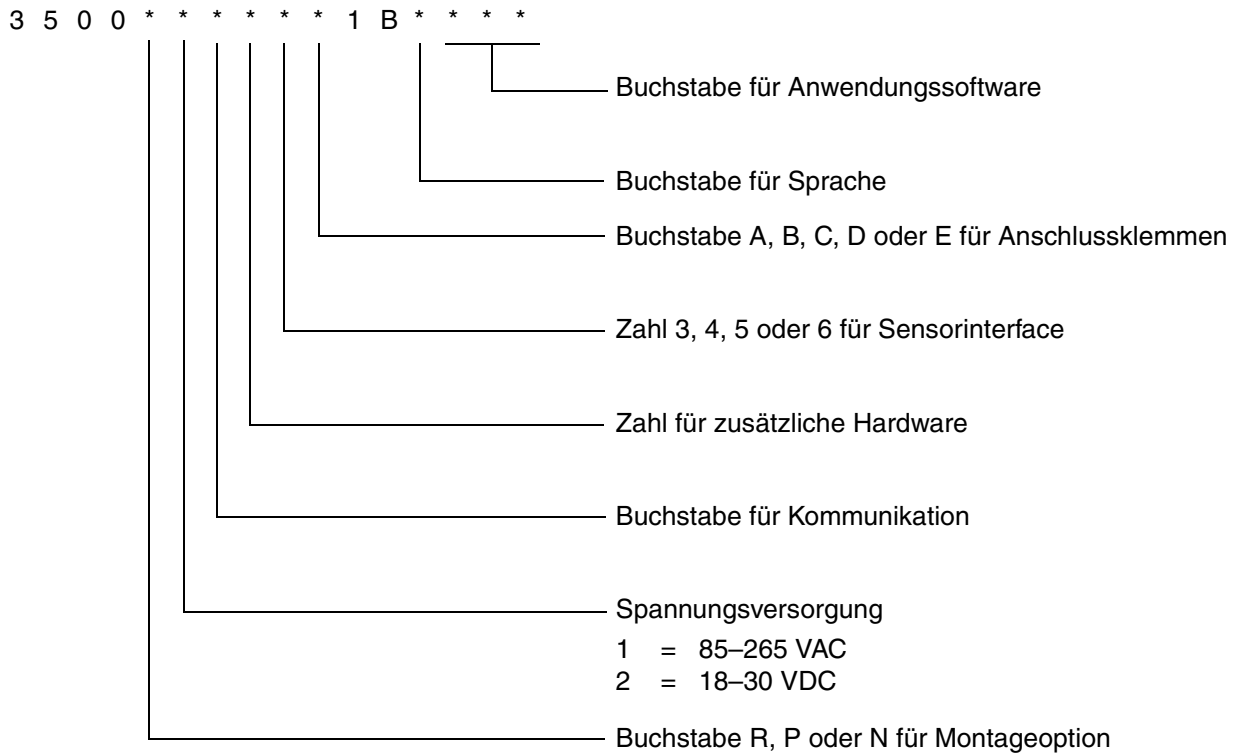 3 5 0 0 * * * * * * 1 B * * * *
Buchstabe für Anwendungssoftware
Buchstabe für Sprache
Buchstabe A, B, C, D oder E für Anschlussklemmen
Zahl 3, 4, 5 oder 6 für Sensorinterface
Zahl für zusätzliche Hardware
Buchstabe für Kommunikation
Spannungsversorgung
1 = 85–265 VAC
2 = 18–30 VDC
Buchstabe R, P oder N für Montageoption